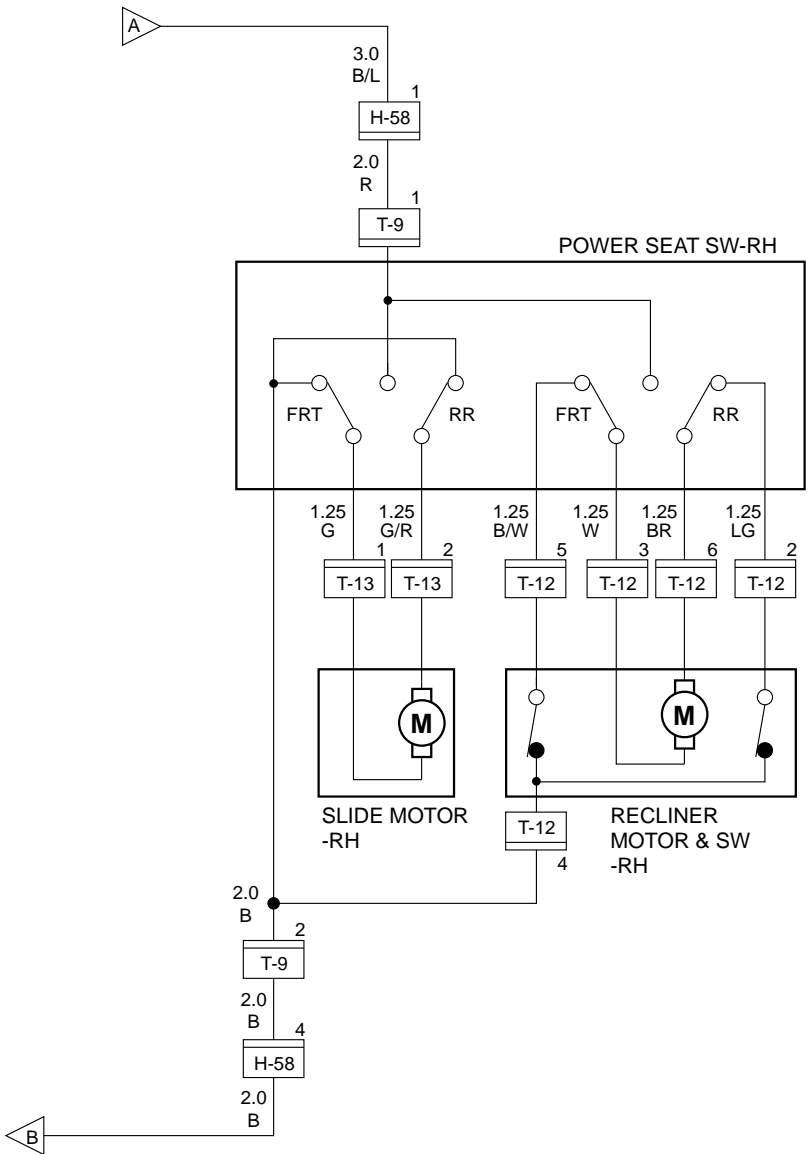 A
3.0
B/L
1
H-58
2.0
R
1
T-9
POWER SEAT SW-RH
FRT
RR
FRT
RR
1.25
G
1.25
G/R
1.25
B/W
1.25
W
1.25
BR
1.25
LG
1
2
5
3
6
2
T-13
T-13
T-12
T-12
T-12
T-12
M
M
SLIDE MOTOR
-RH
T-12
4
RECLINER
MOTOR & SW
-RH
2.0
B
2
T-9
2.0
B
4
H-58
2.0
B
B